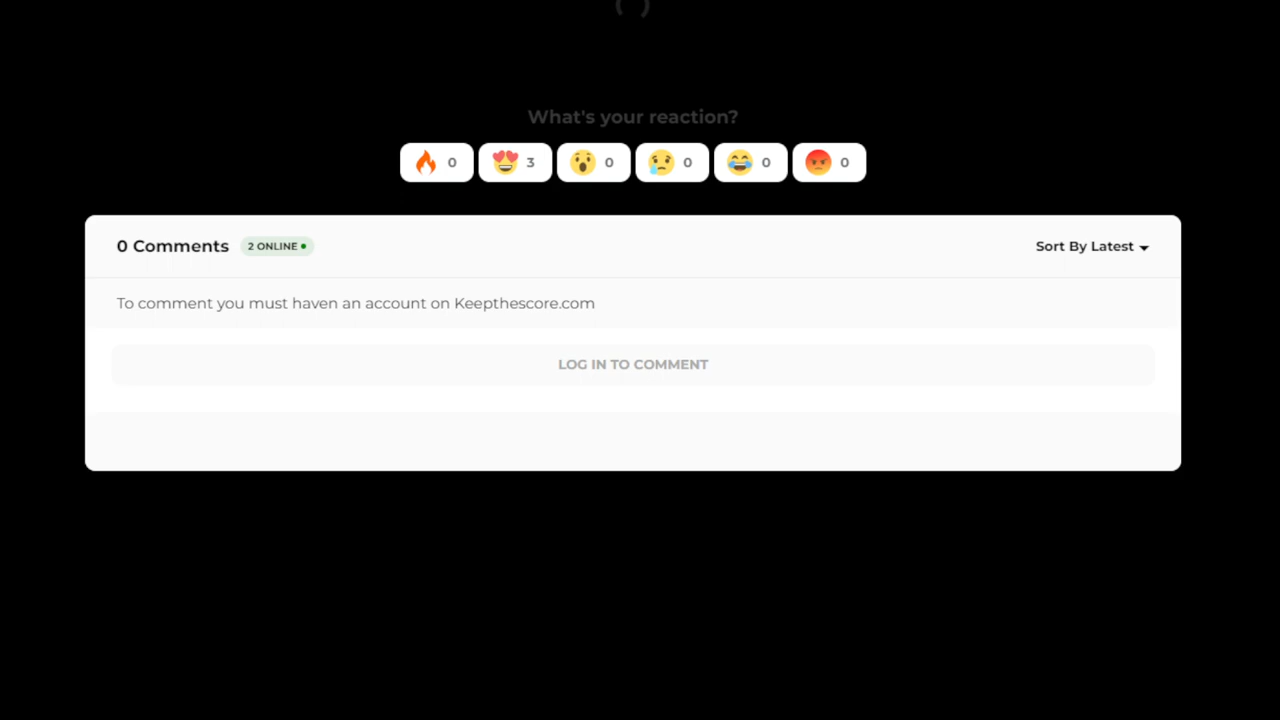 What's your reaction?
0 3 0 0 0 0
0 Comments 2 ONLINE Sort By Latest
To comment you must haven an account on Keepthescore.com
LOG IN TO COMMENT